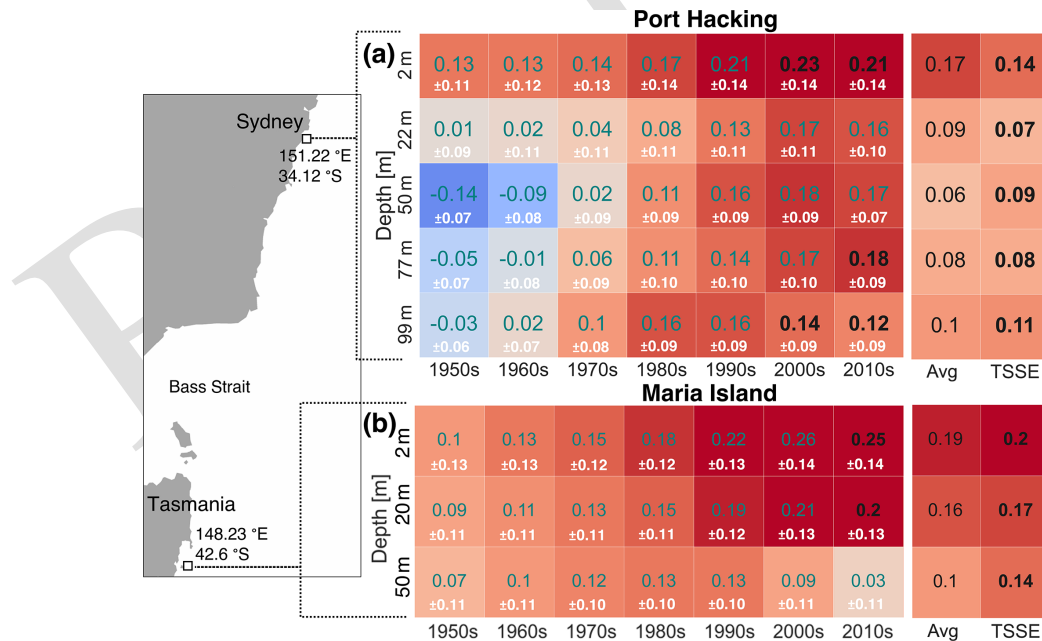 Port Hacking
(a)
Depth [m]
2 m
0.13 0.13 0.14 0.17 0.21 0.23 0.21 0.17 0.14
±0.11 ±0.12 ±0.13 ±0.14 ±0.14 ±0.14 ±0.14
22 m
0.01 0.02 0.04 0.08 0.13 0.17 0.16 0.09 0.07
±0.09 ±0.11 ±0.11 ±0.11 ±0.11 ±0.11 ±0.10
50 m
-0.14 -0.09 0.02 0.11 0.16 0.18 0.17 0.06 0.09
±0.07 ±0.08 ±0.09 ±0.09 ±0.09 ±0.09 ±0.07
77 m
-0.05 -0.01 0.06 0.11 0.14 0.17 0.18 0.08 0.08
±0.07 ±0.08 ±0.09 ±0.10 ±0.10 ±0.10 ±0.09
99 m
-0.03 0.02 0.1 0.16 0.16 0.14 0.12 0.1 0.11
±0.06 ±0.07 ±0.08 ±0.09 ±0.09 ±0.09 ±0.09
1950s 1960s 1970s 1980s 1990s 2000s 2010s Avg TSSE
Sydney
151.22 °E
34.12 °S
Bass Strait
Tasmania
148.23 °E
42.6 °S
Maria Island
(b)
Depth [m]
2 m
0.1 0.13 0.15 0.18 0.22 0.26 0.25 0.19 0.2
±0.13 ±0.13 ±0.12 ±0.12 ±0.13 ±0.14 ±0.14
20 m
0.09 0.11 0.13 0.15 0.19 0.21 0.2 0.16 0.17
±0.11 ±0.11 ±0.11 ±0.11 ±0.12 ±0.13 ±0.13
50 m
0.07 0.1 0.12 0.13 0.13 0.09 0.03 0.1 0.14
±0.11 ±0.11 ±0.10 ±0.10 ±0.10 ±0.11 ±0.11
1950s 1960s 1970s 1980s 1990s 2000s 2010s Avg TSSE